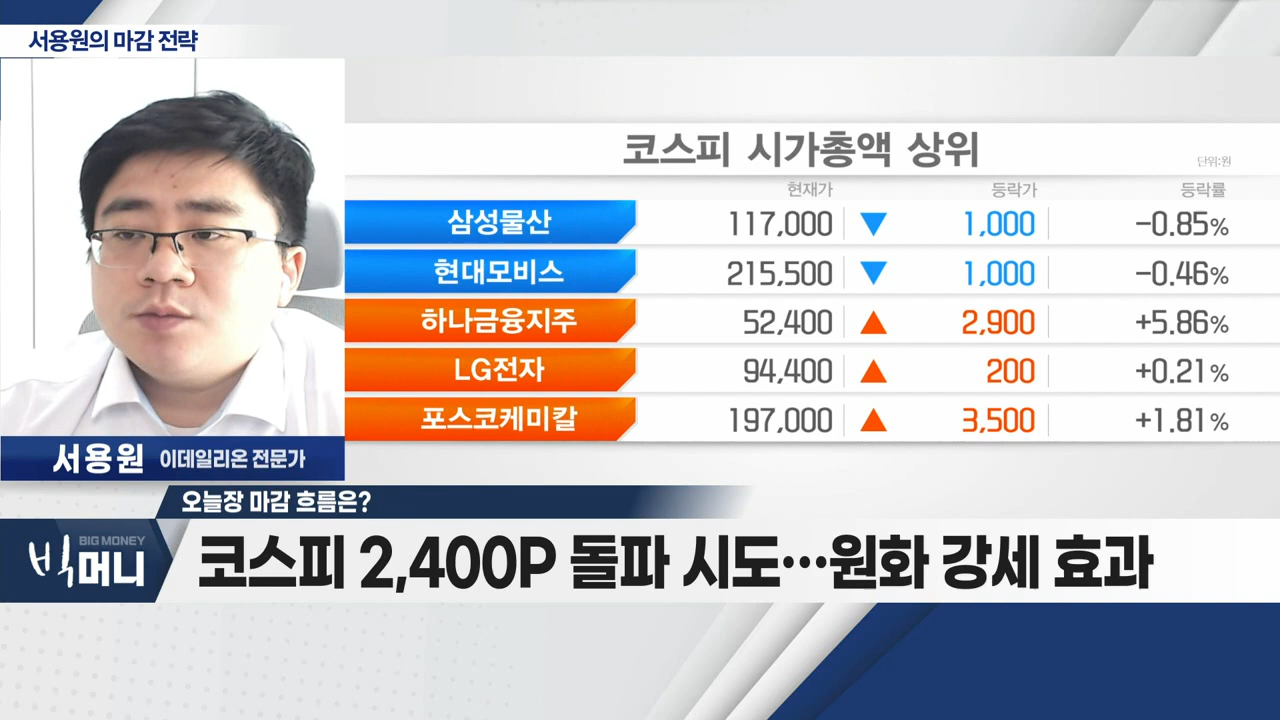 서용원의 마감 전략
코스피 시가총액 상위
단위:원
현재가 등락가 등락률
삼성물산 117,000 ▼ 1,000 -0.85%
현대모비스 215,500 ▼ 1,000 -0.46%
하나금융지주 52,400 ▲ 2,900 +5.86%
LG전자 94,400 ▲ 200 +0.21%
포스코케미칼 197,000 ▲ 3,500 +1.81%
서용원 이데일리온 전문가
오늘장 마감 흐름은?
BIG MONEY
빅머니
코스피 2,400P 돌파 시도…원화 강세 효과